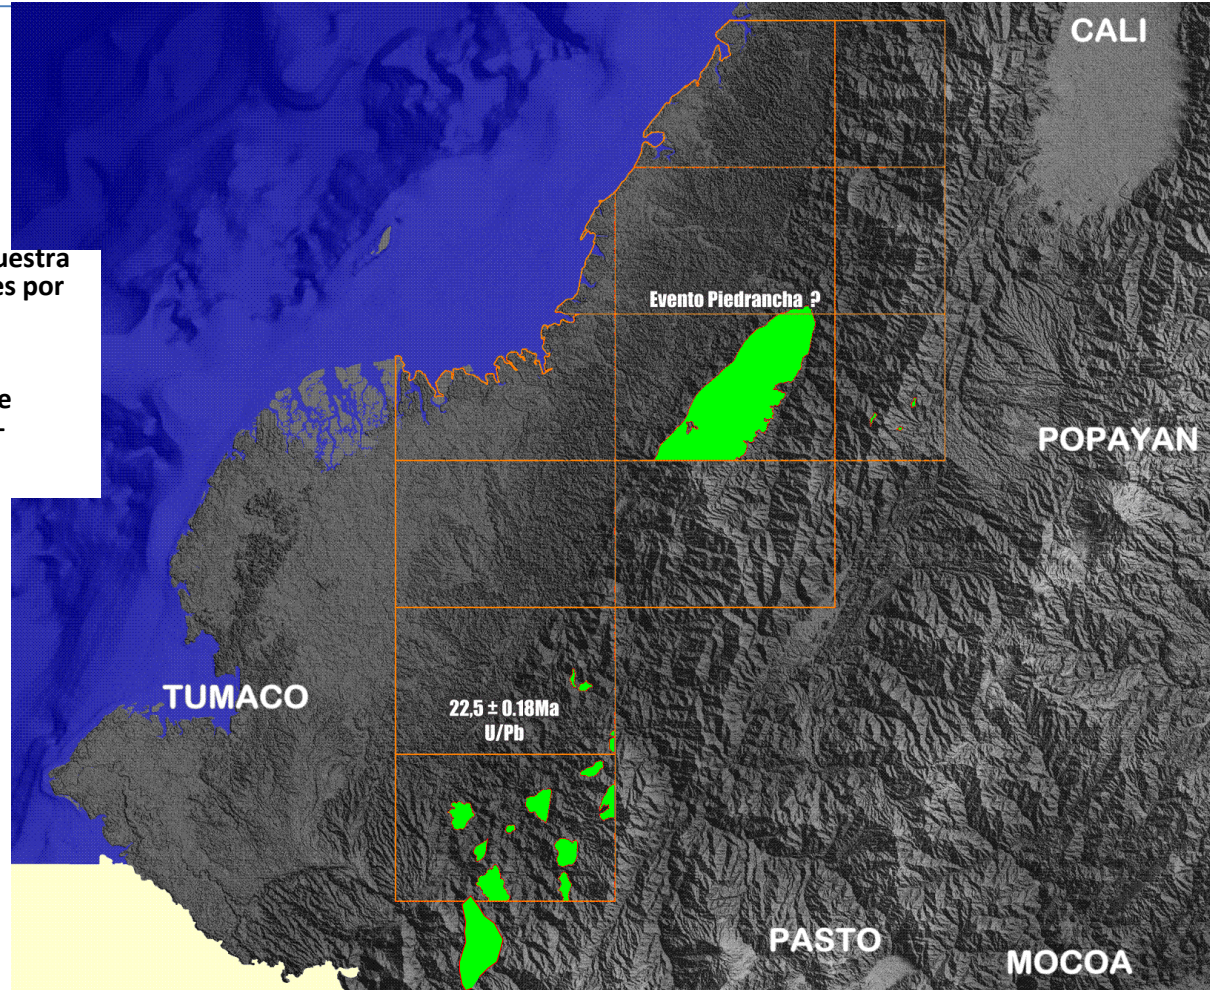 CALI
uestra
es por
Evento Piedrancha ?
e
-
POPAYAN
TUMACO
22,5 ± 0.18Ma
U/Pb
PASTO
MOCOA